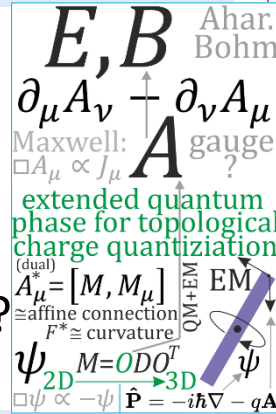 E, B Ahar. Bohm
∂μAν − ∂νAμ
Maxwell: A gauge
□Aμ ∝ Jμ ?
extended quantum
phase for topological
charge quantiziation
(dual)
A*μ = [M, Mμ] EM
≅affine connection
F* ≅ curvature
QM+EM
?
ψ M=ODOᵀ ψ
2D 3D
□ψ ∝ −ψ P̂ = −iℏ∇ − qA